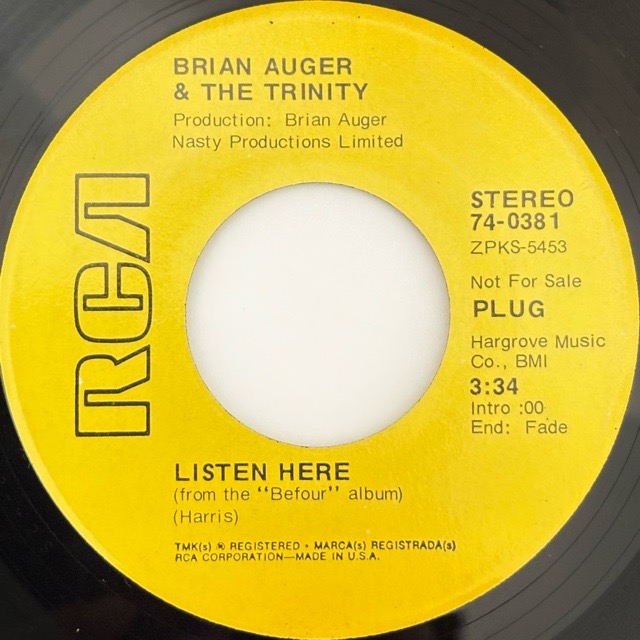 BRIAN AUGER
& THE TRINITY
Production: Brian Auger
Nasty Productions Limited
RCA
STEREO
74-0381
ZPKS-5453
Not For Sale
PLUG
Hargrove Music
Co., BMI
3:34
Intro :00
End: Fade
LISTEN HERE
(from the "Befour" album)
(Harris)
TMK(s) ® REGISTERED • MARCA(s) REGISTRADA(s)
RCA CORPORATION—MADE IN U.S.A.